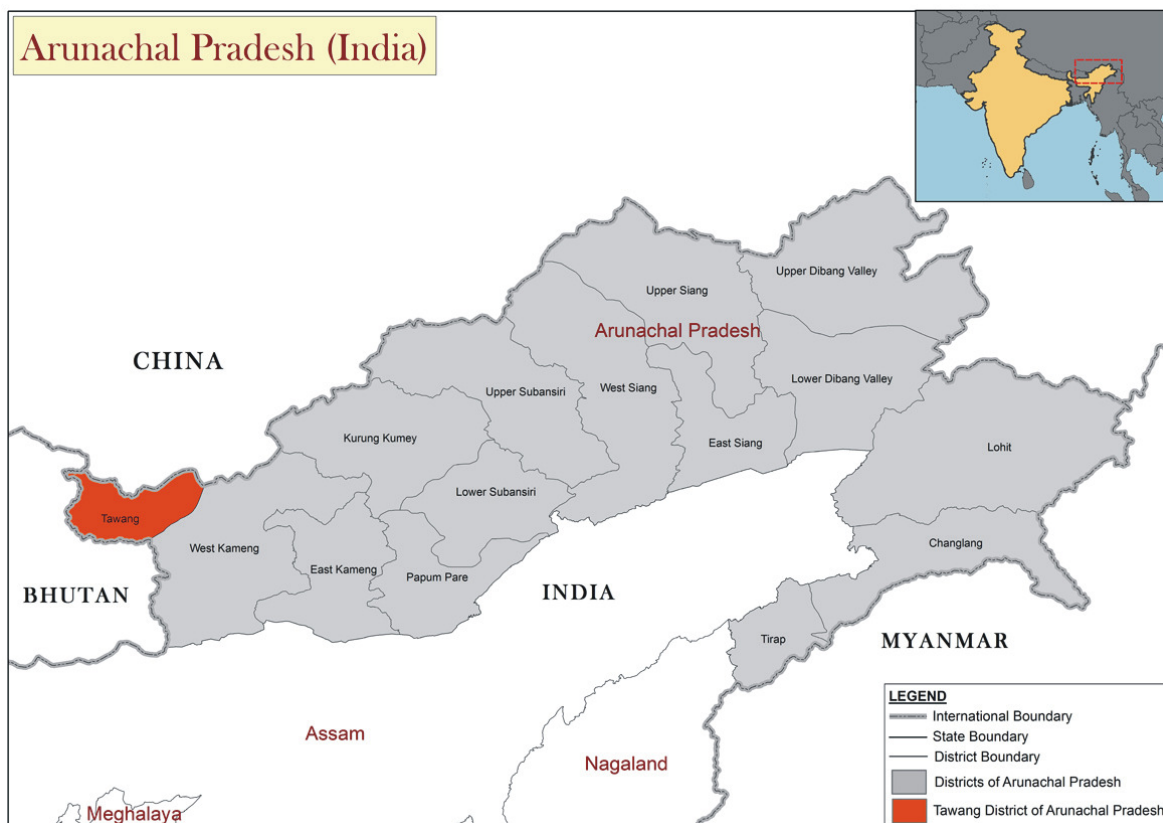 Arunachal Pradesh (India)
Upper Dibang Valley
Upper Siang
Arunachal Pradesh
CHINA
Lower Dibang Valley
Upper Subansiri
West Siang
Kurung Kumey
East Siang
Lohit
Lower Subansiri
Tawang
West Kameng
Changlang
East Kameng
Papum Pare
BHUTAN
INDIA
Tirap
MYANMAR
Assam
Nagaland
Meghalaya
LEGEND
International Boundary
State Boundary
District Boundary
Districts of Arunachal Pradesh
Tawang District of Arunachal Pradesh